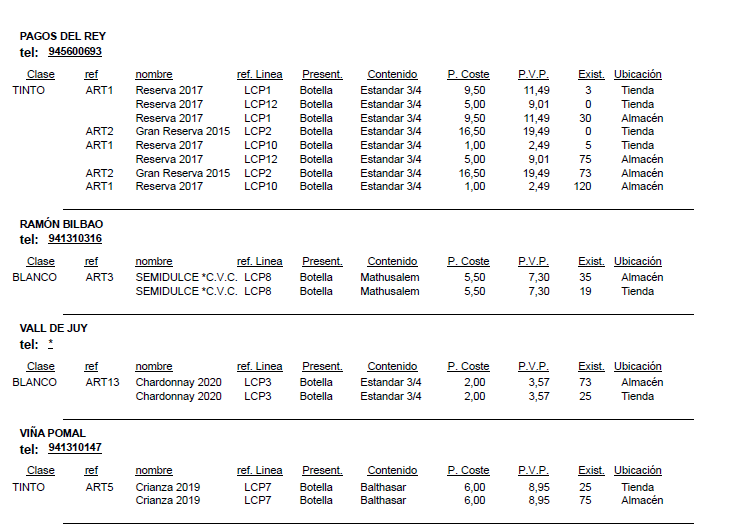 PAGOS DEL REY
tel: 945600693
Clase ref nombre ref. Linea Present. Contenido P. Coste P.V.P. Exist. Ubicación
TINTO ART1 Reserva 2017 LCP1 Botella Estandar 3/4 9,50 11,49 3 Tienda
Reserva 2017 LCP12 Botella Estandar 3/4 5,00 9,01 0 Tienda
Reserva 2017 LCP1 Botella Estandar 3/4 9,50 11,49 30 Almacén
ART2 Gran Reserva 2015 LCP2 Botella Estandar 3/4 16,50 19,49 0 Tienda
ART1 Reserva 2017 LCP10 Botella Estandar 3/4 1,00 2,49 5 Tienda
Reserva 2017 LCP12 Botella Estandar 3/4 5,00 9,01 75 Almacén
ART2 Gran Reserva 2015 LCP2 Botella Estandar 3/4 16,50 19,49 73 Almacén
ART1 Reserva 2017 LCP10 Botella Estandar 3/4 1,00 2,49 120 Almacén
RAMÓN BILBAO
tel: 941310316
Clase ref nombre ref. Linea Present. Contenido P. Coste P.V.P. Exist. Ubicación
BLANCO ART3 SEMIDULCE *C.V.C. LCP8 Botella Mathusalem 5,50 7,30 35 Almacén
SEMIDULCE *C.V.C. LCP8 Botella Mathusalem 5,50 7,30 19 Tienda
VALL DE JUY
tel: *
Clase ref nombre ref. Linea Present. Contenido P. Coste P.V.P. Exist. Ubicación
BLANCO ART13 Chardonnay 2020 LCP3 Botella Estandar 3/4 2,00 3,57 73 Almacén
Chardonnay 2020 LCP3 Botella Estandar 3/4 2,00 3,57 25 Tienda
VIÑA POMAL
tel: 941310147
Clase ref nombre ref. Linea Present. Contenido P. Coste P.V.P. Exist. Ubicación
TINTO ART5 Crianza 2019 LCP7 Botella Balthasar 6,00 8,95 25 Tienda
Crianza 2019 LCP7 Botella Balthasar 6,00 8,95 75 Almacén